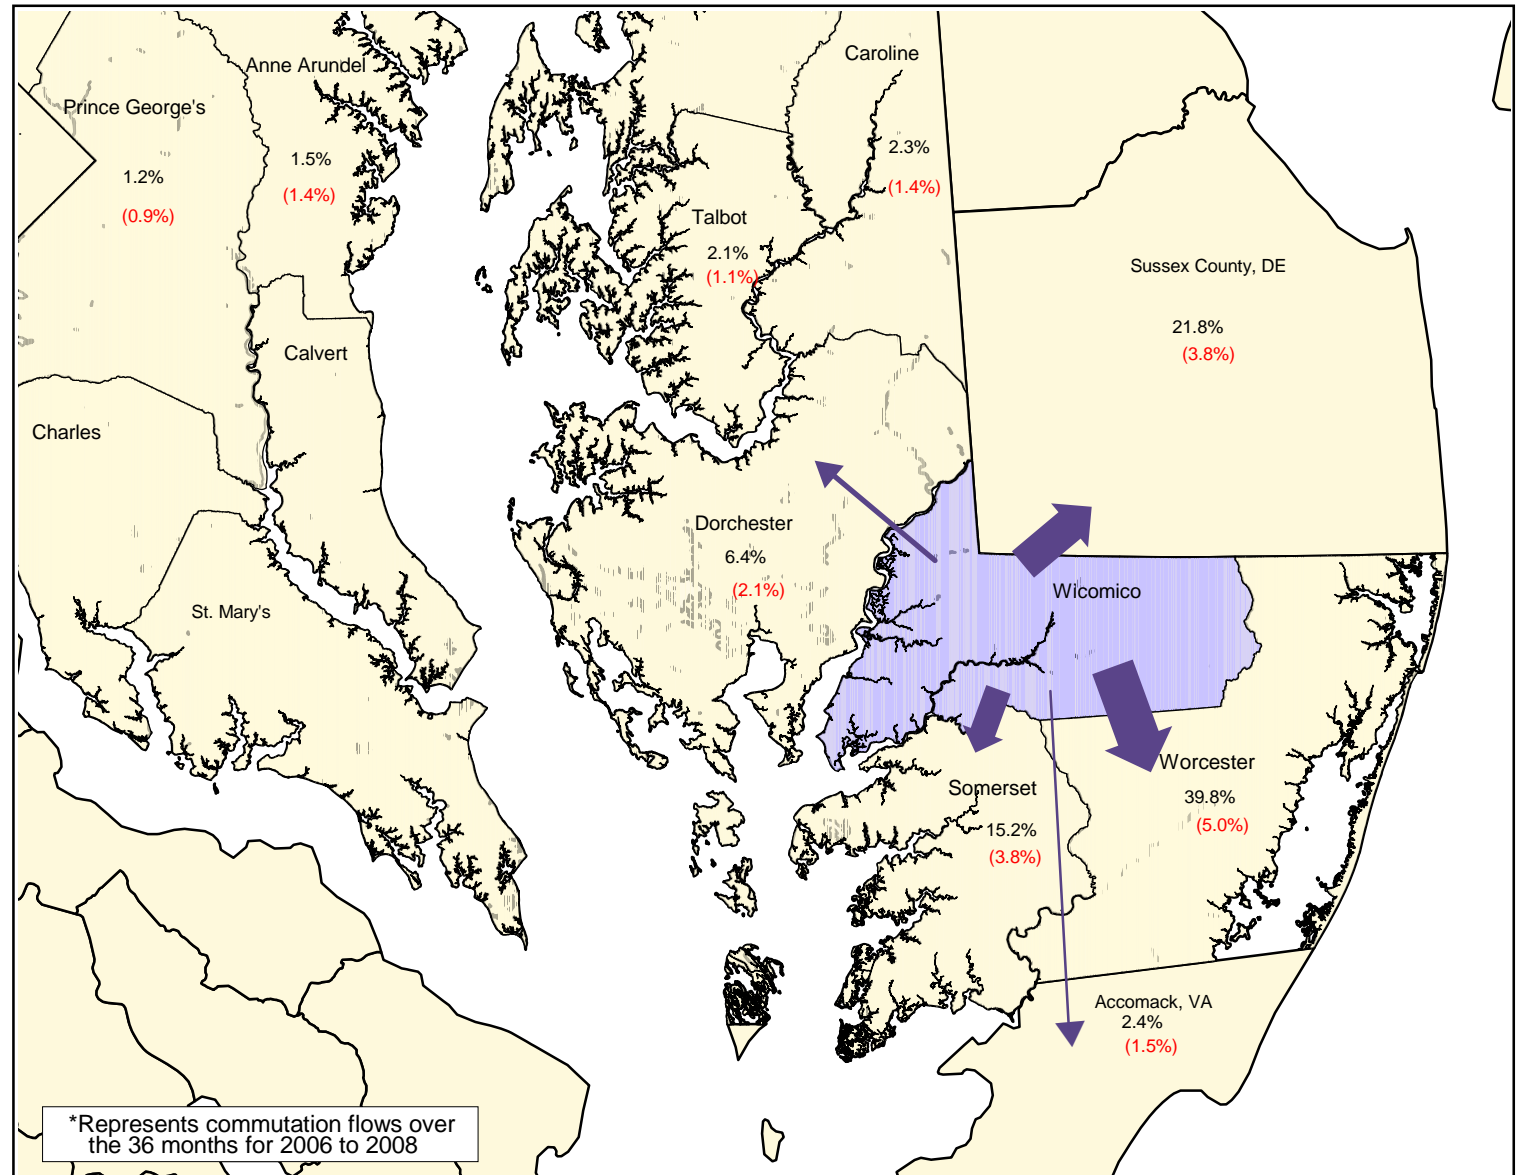 Caroline
Anne Arundel
Prince George's
2.3%
1.5%
1.2%
(1.4%)
(1.4%)
(0.9%)
Talbot
2.1%
(1.1%)
Sussex County, DE
21.8%
(3.8%)
Calvert
Charles
Dorchester
6.4%
(2.1%)
Wicomico
St. Mary's
Worcester
39.8%
(5.0%)
Somerset
15.2%
(3.8%)
Accomack, VA
2.4%
(1.5%)
*Represents commutation flows over
the 36 months for 2006 to 2008